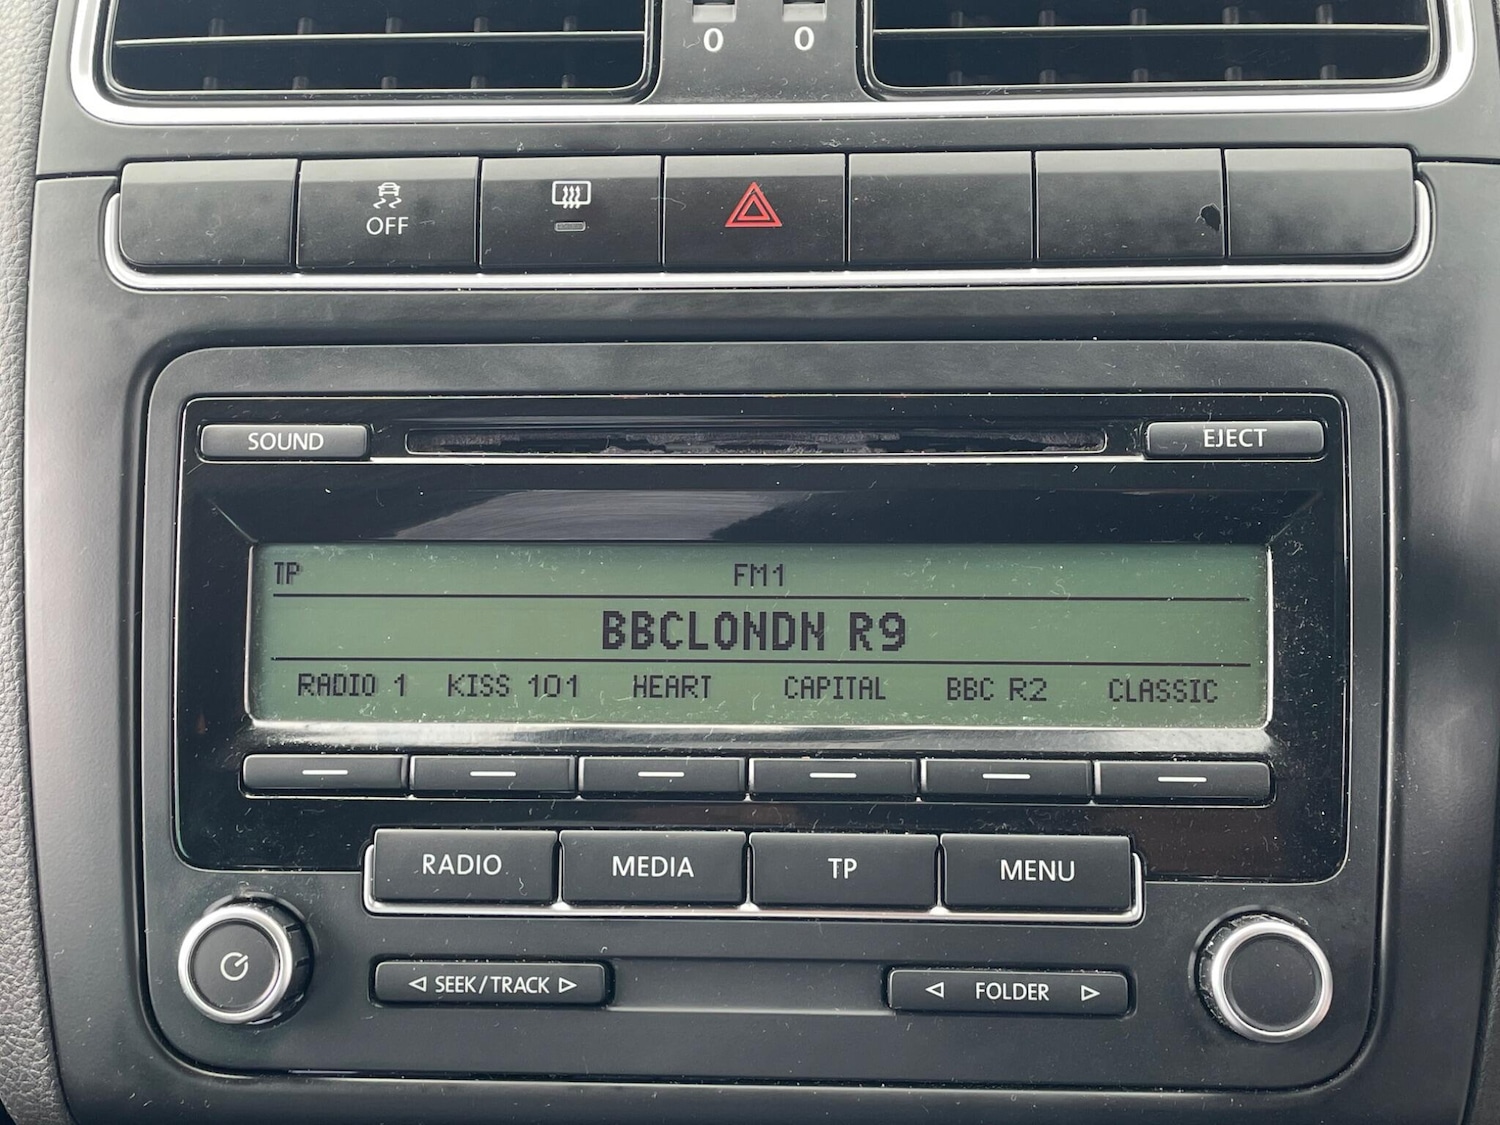 0 0
OFF
SOUND EJECT
TP FM1
BBCLONDN R9
RADIO 1 KISS 101 HEART CAPITAL BBC R2 CLASSIC
RADIO MEDIA TP MENU
SEEK/TRACK FOLDER